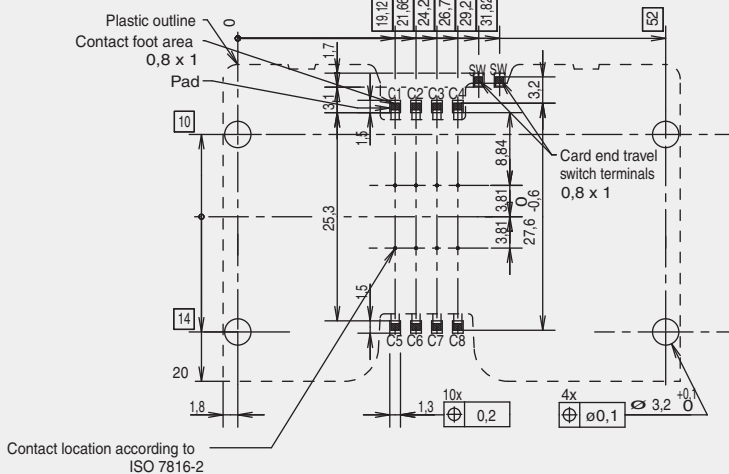 0
19,12
21,66
24,2
26,7
29,2
31,82
52
Plastic outline
Contact foot area
0,8 x 1
Pad
1,7
3,1
1,5
SW SW
C1 C2 C3 C4
3,2
10
8,84
Card end travel
switch terminals
0,8 x 1
25,3
3,81
3,81
0
27,6 -0,6
1,5
14
C5 C6 C7 C8
20
1,8
1,3
10x
⌖ 0,2
4x
⌖ ø0,1
+0,1
Ø 3,2 0
Contact location according to
ISO 7816-2